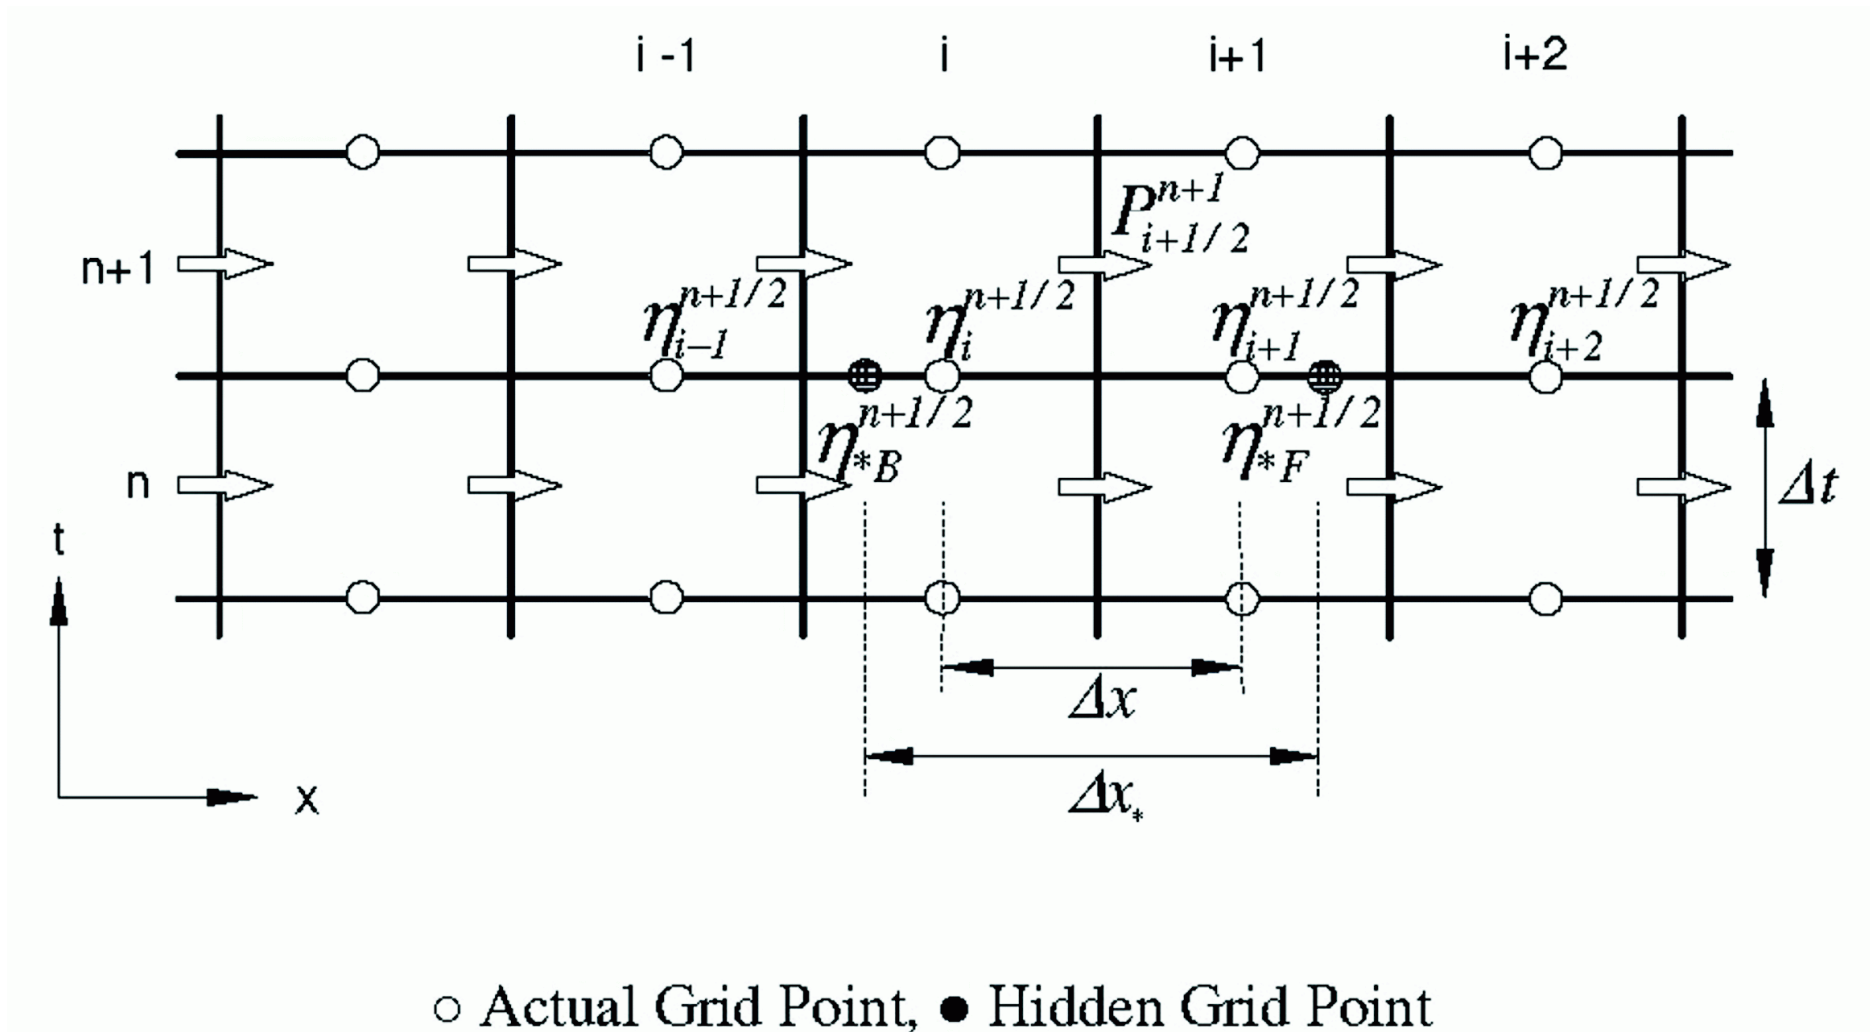 i -1 i i+1 i+2
P^{n+1}_{i+1/2}
n+1
η^{n+1/2}_{i-1} η^{n+1/2}_{i} η^{n+1/2}_{i+1} η^{n+1/2}_{i+2}
η^{n+1/2}_{*B} η^{n+1/2}_{*F}
n
Δt
t
Δx
Δx_*
x
○ Actual Grid Point, ● Hidden Grid Point